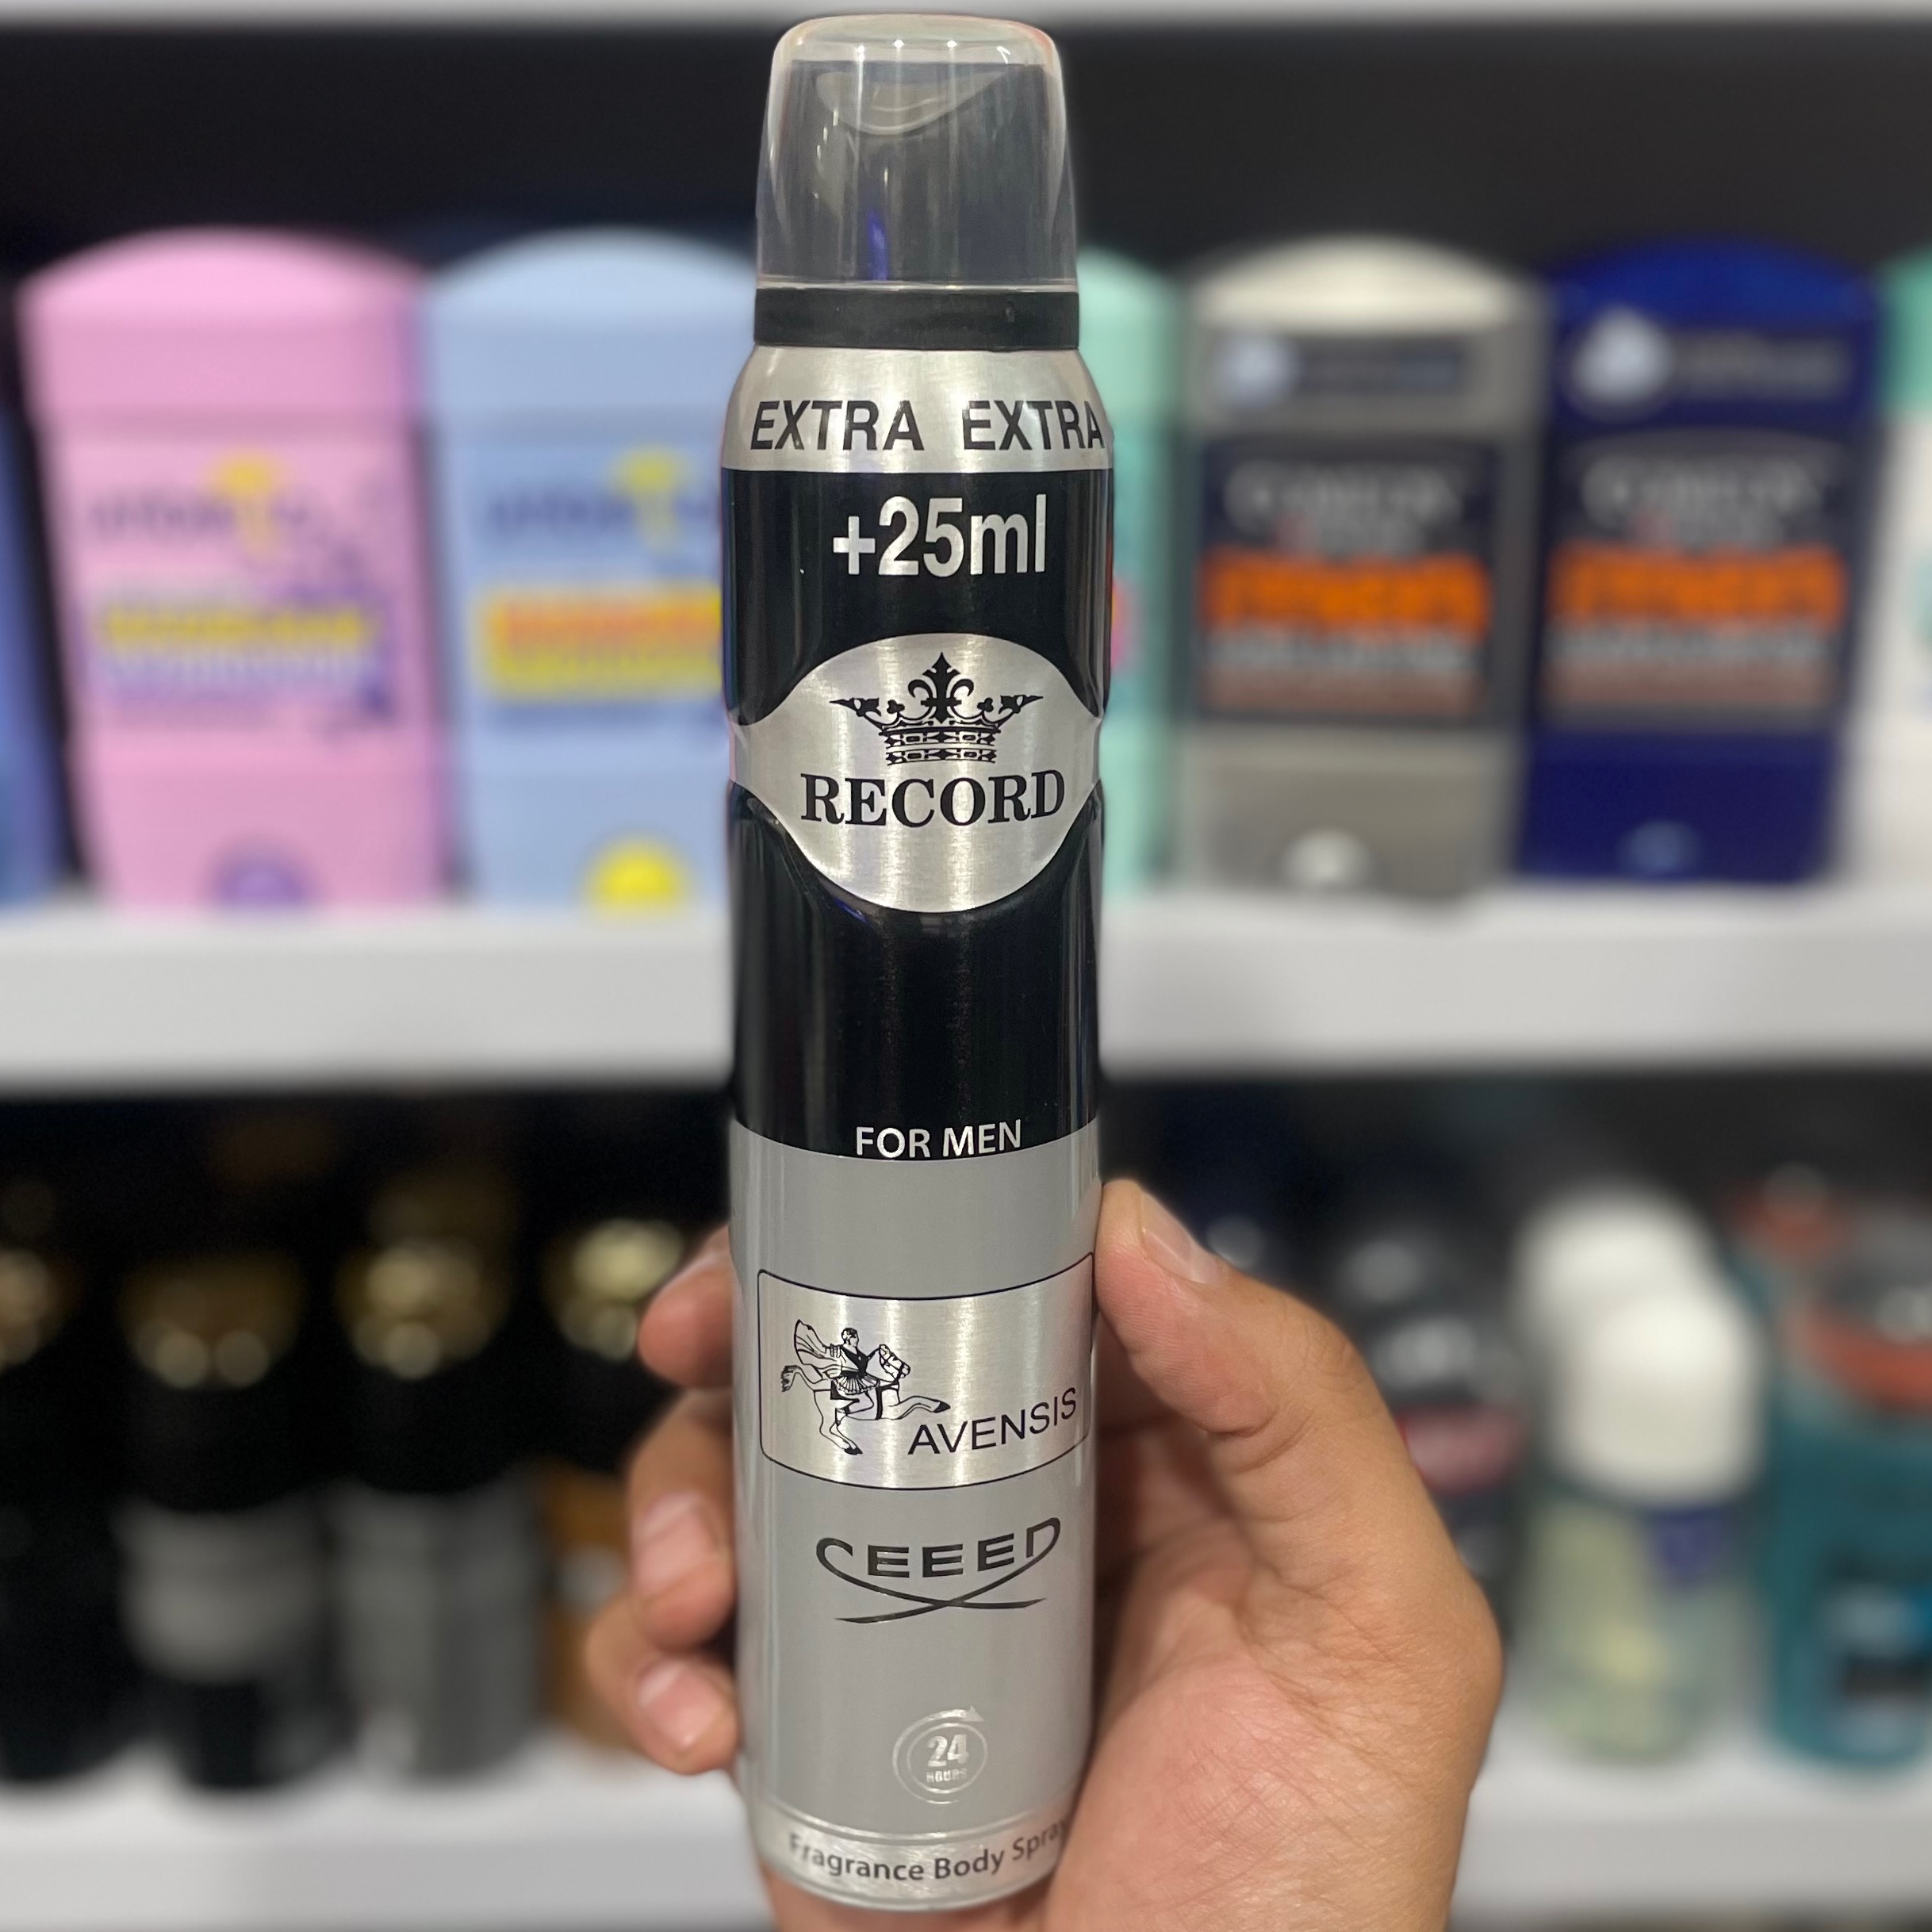 EXTRA EXTRA
+25ml
RECORD
FOR MEN
AVENSIS
CEEED
24
HOURS
Fragrance Body Spray